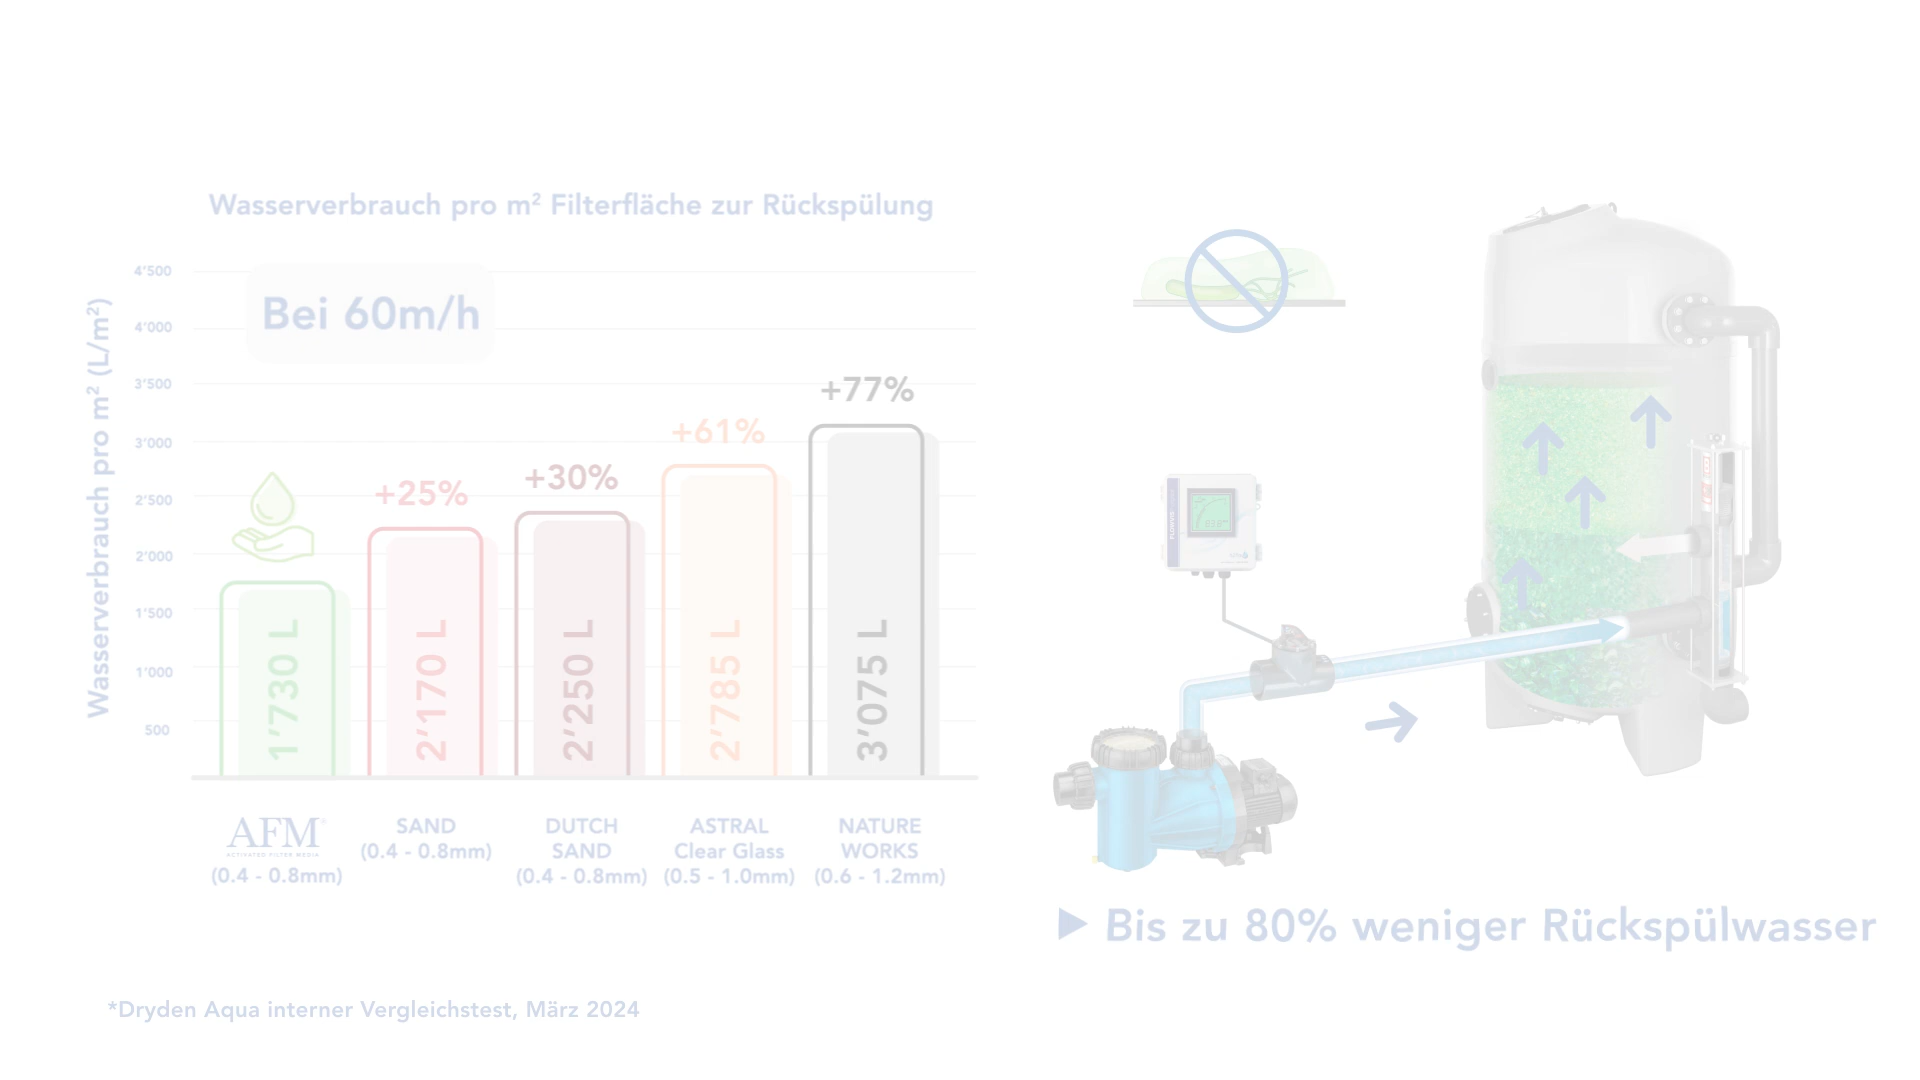 Wasserverbrauch pro m² Filterfläche zur Rückspülung
Wasserverbrauch pro m² (L/m²)
4’500
4’000
3’500
3’000
2’500
2’000
1’500
1’000
500
Bei 60m/h
+25%
+30%
+61%
+77%
1’730 L
2’170 L
2’250 L
2’785 L
3’075 L
AFM®
ACTIVATED FILTER MEDIA
(0.4 - 0.8mm)
SAND
(0.4 - 0.8mm)
DUTCH
SAND
(0.4 - 0.8mm)
ASTRAL
Clear Glass
(0.5 - 1.0mm)
NATURE
WORKS
(0.6 - 1.2mm)
▶ Bis zu 80% weniger Rückspülwasser
*Dryden Aqua interner Vergleichstest, März 2024